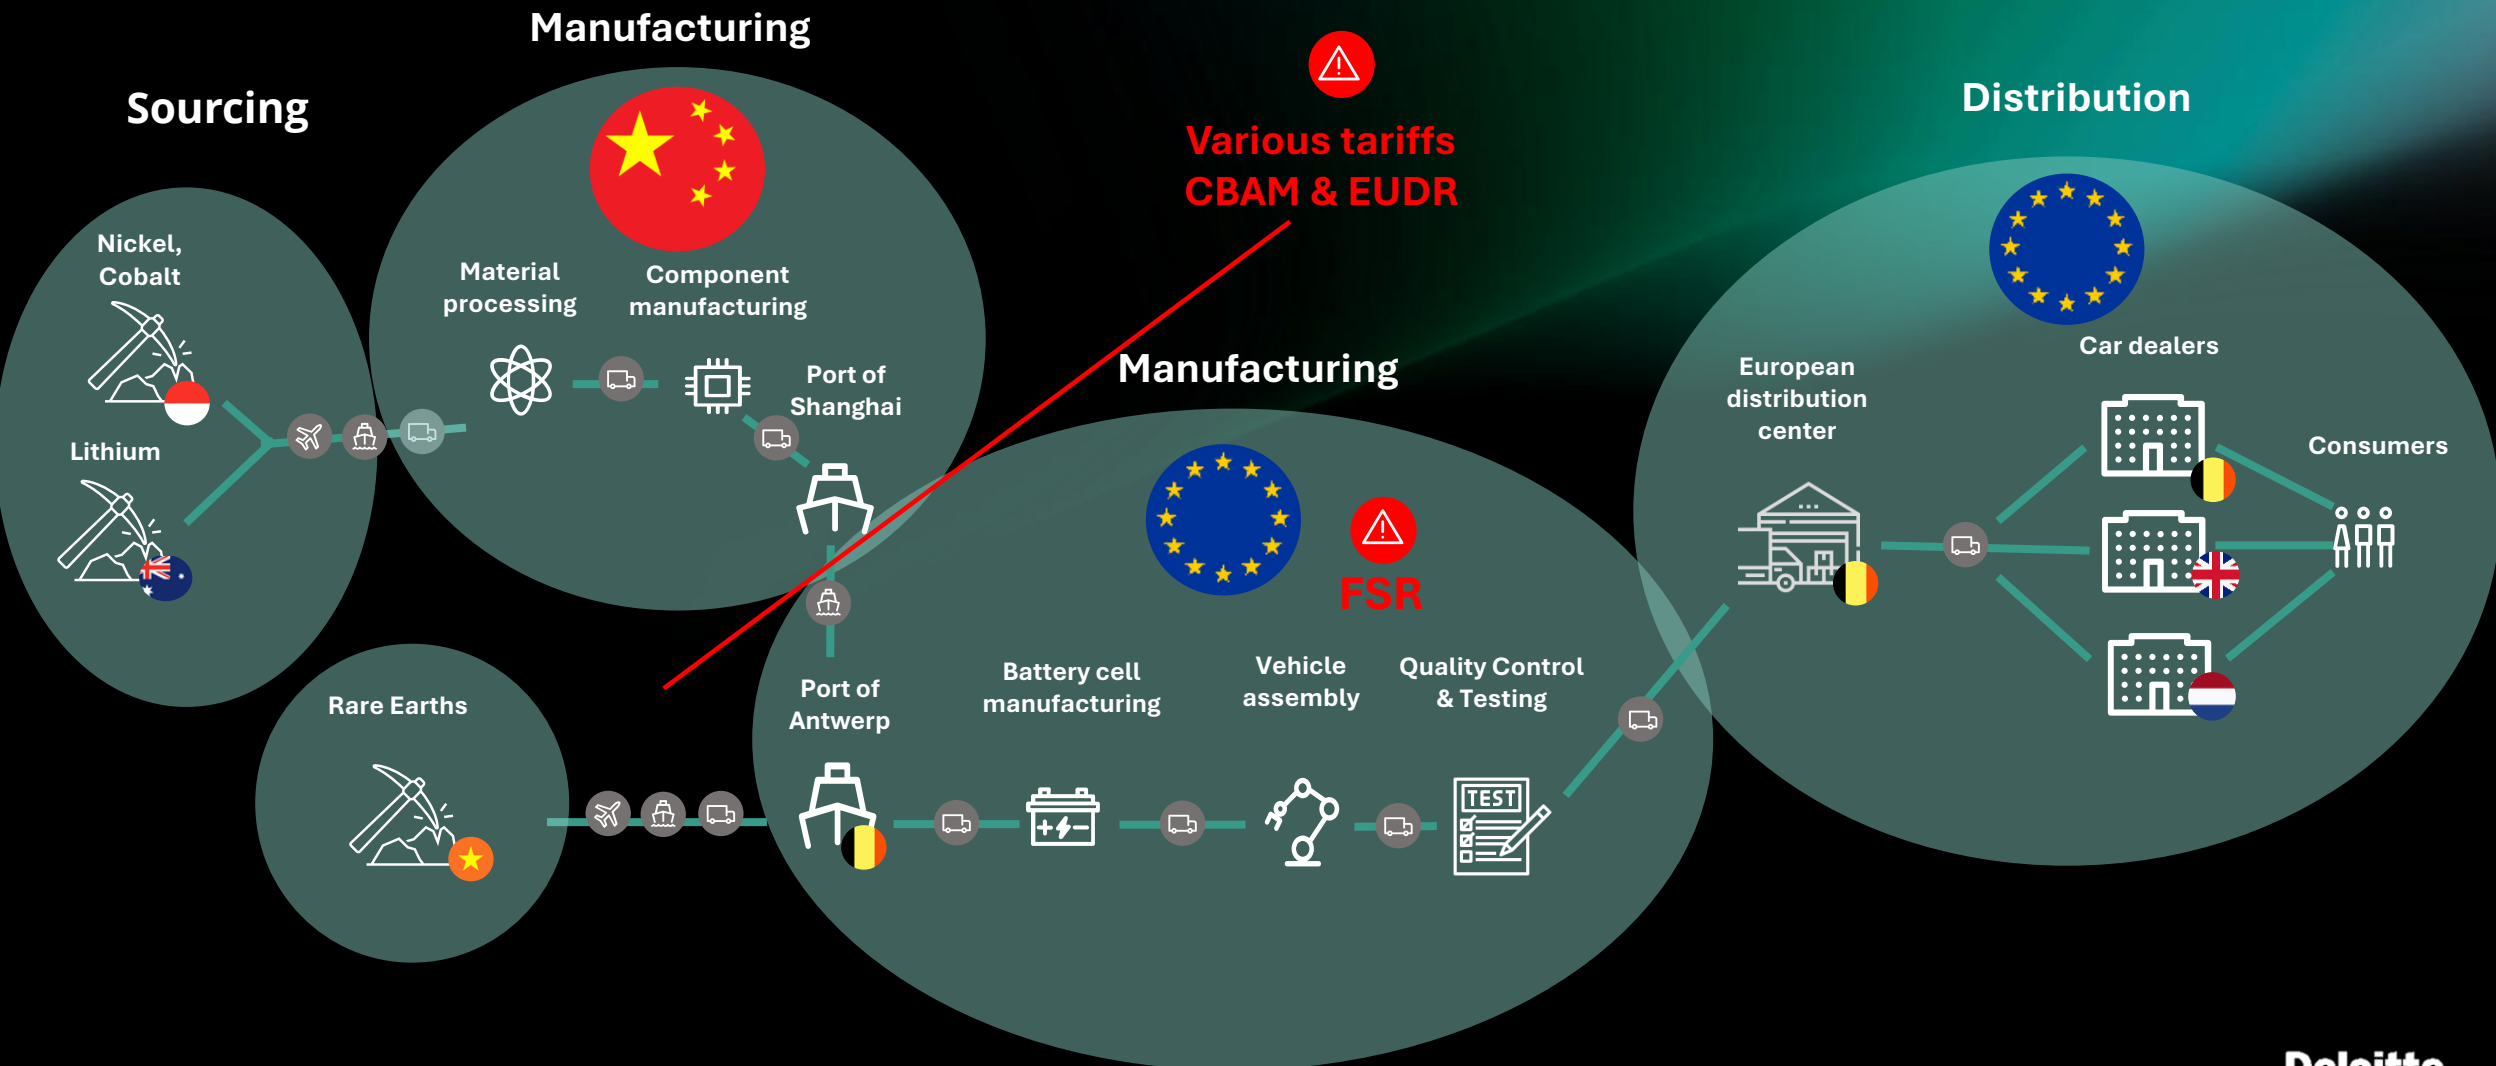 Manufacturing
Sourcing
Nickel,
Cobalt
Lithium
Material
processing
Component
manufacturing
Port of
Shanghai
Rare Earths
Various tariffs
CBAM & EUDR
Manufacturing
FSR
Port of
Antwerp
Battery cell
manufacturing
Vehicle
assembly
Quality Control
& Testing
TEST
Distribution
European
distribution
center
Car dealers
Consumers
Deloitte